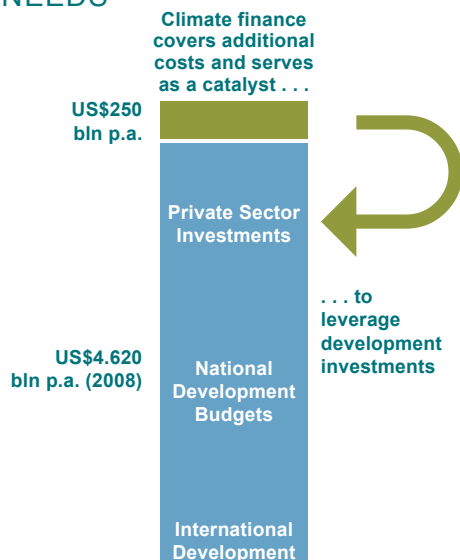 NEEDS
Climate finance
covers additional
costs and serves
as a catalyst . . .
US$250
bln p.a.
Private Sector
Investments
. . . to
leverage
development
investments
US$4.620
bln p.a. (2008)
National
Development
Budgets
International
Development